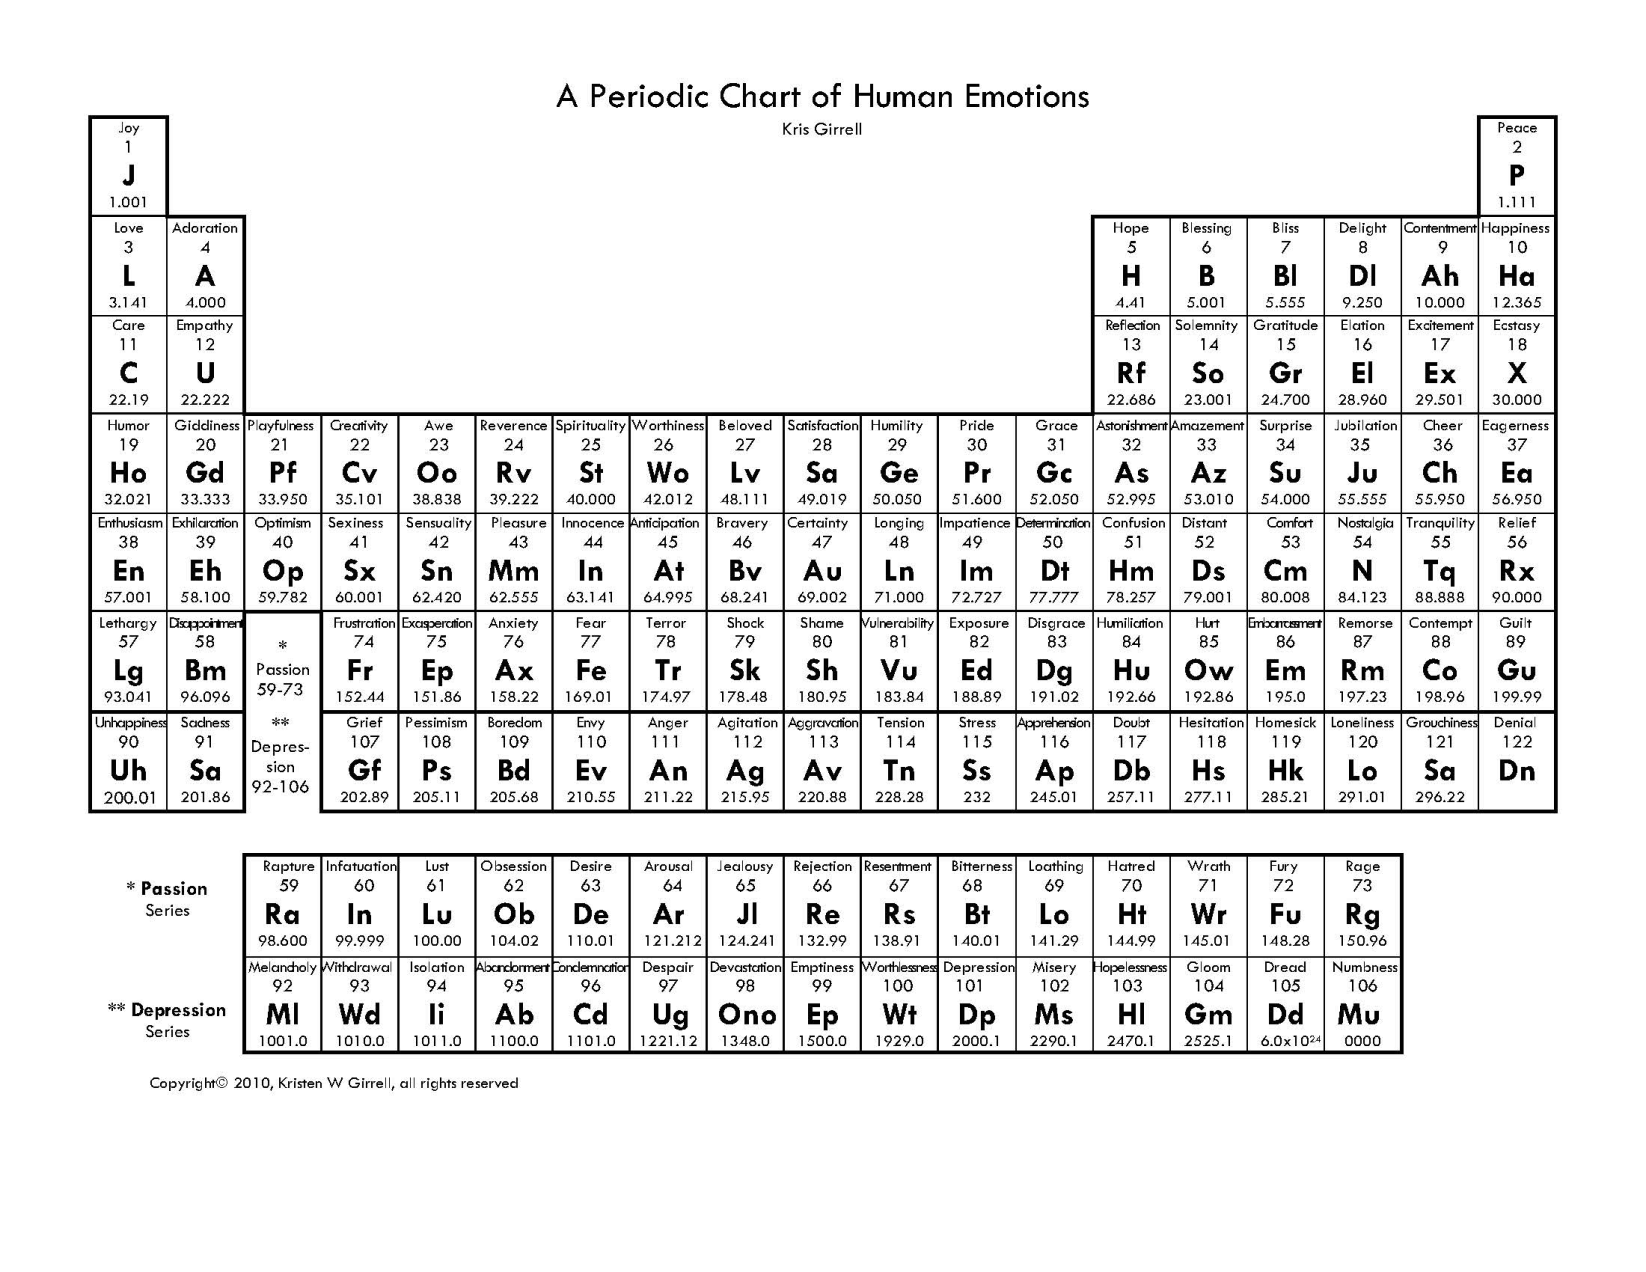 A Periodic Chart of Human Emotions
Kris Girrell
Joy Peace
1 2
J P
1.001 1.111
Love Adoration Hope Blessing Bliss Delight Contentment Happiness
3 4 5 6 7 8 9 10
L A H B Bl Dl Ah Ha
3.141 4.000 4.41 5.001 5.555 9.250 10.000 12.365
Care Empathy Reflection Solemnity Gratitude Elation Excitement Ecstasy
11 12 13 14 15 16 17 18
C U Rf So Gr El Ex X
22.19 22.222 22.686 23.001 24.700 28.960 29.501 30.000
Humor Giddiness Playfulness Creativity Awe Reverence Spirituality Worthiness Beloved Satisfaction Humility Pride Grace Astonishment Amazement Surprise Jubilation Cheer Eagerness
19 20 21 22 23 24 25 26 27 28 29 30 31 32 33 34 35 36 37
Ho Gd Pf Cv Oo Rv St Wo Lv Sa Ge Pr Gc As Az Su Ju Ch Ea
32.021 33.333 33.950 35.101 38.838 39.222 40.000 42.012 48.111 49.019 50.050 51.600 52.050 52.995 53.010 54.000 55.555 55.950 56.950
Enthusiasm Exhilaration Optimism Sexiness Sensuality Pleasure Innocence Anticipation Bravery Certainty Longing Impatience Determination Confusion Distant Comfort Nostalgia Tranquility Relief
38 39 40 41 42 43 44 45 46 47 48 49 50 51 52 53 54 55 56
En Eh Op Sx Sn Mm In At Bv Au Ln Im Dt Hm Ds Cm N Tq Rx
57.001 58.100 59.782 60.001 62.420 62.555 63.141 64.995 68.241 69.002 71.000 72.727 77.777 78.257 79.001 80.008 84.123 88.888 90.000
Lethargy Disappointment Frustration Exasperation Anxiety Fear Terror Shock Shame Vulnerability Exposure Disgrace Humiliation Hurt Embarrassment Remorse Contempt Guilt
57 58 * 74 75 76 77 78 79 80 81 82 83 84 85 86 87 88 89
Lg Bm Passion Fr Ep Ax Fe Tr Sk Sh Vu Ed Dg Hu Ow Em Rm Co Gu
93.041 96.096 59-73 152.44 151.86 158.22 169.01 174.97 178.48 180.95 183.84 188.89 191.02 192.66 192.86 195.0 197.23 198.96 199.99
Unhappiness Sadness ** Grief Pessimism Boredom Envy Anger Agitation Aggravation Tension Stress Apprehension Doubt Hesitation Homesick Loneliness Grouchiness Denial
90 91 Depres- 107 108 109 110 111 112 113 114 115 116 117 118 119 120 121 122
Uh Sa sion Gf Ps Bd Ev An Ag Av Tn Ss Ap Db Hs Hk Lo Sa Dn
200.01 201.86 92-106 202.89 205.11 205.68 210.55 211.22 215.95 220.88 228.28 232 245.01 257.11 277.11 285.21 291.01 296.22
Rapture Infatuation Lust Obsession Desire Arousal Jealousy Rejection Resentment Bitterness Loathing Hatred Wrath Fury Rage
* Passion 59 60 61 62 63 64 65 66 67 68 69 70 71 72 73
Series Ra In Lu Ob De Ar Jl Re Rs Bt Lo Ht Wr Fu Rg
98.600 99.999 100.00 104.02 110.01 121.212 124.241 132.99 138.91 140.01 141.29 144.99 145.01 148.28 150.96
Melancholy Withdrawal Isolation Abandonment Condemnation Despair Devastation Emptiness Worthlessness Depression Misery Hopelessness Gloom Dread Numbness
92 93 94 95 96 97 98 99 100 101 102 103 104 105 106
** Depression Ml Wd Ii Ab Cd Ug Ono Ep Wt Dp Ms Hl Gm Dd Mu
Series 1001.0 1010.0 1011.0 1100.0 1101.0 1221.12 1348.0 1500.0 1929.0 2000.1 2290.1 2470.1 2525.1 6.0x10²⁴ 0000
Copyright© 2010, Kristen W Girrell, all rights reserved